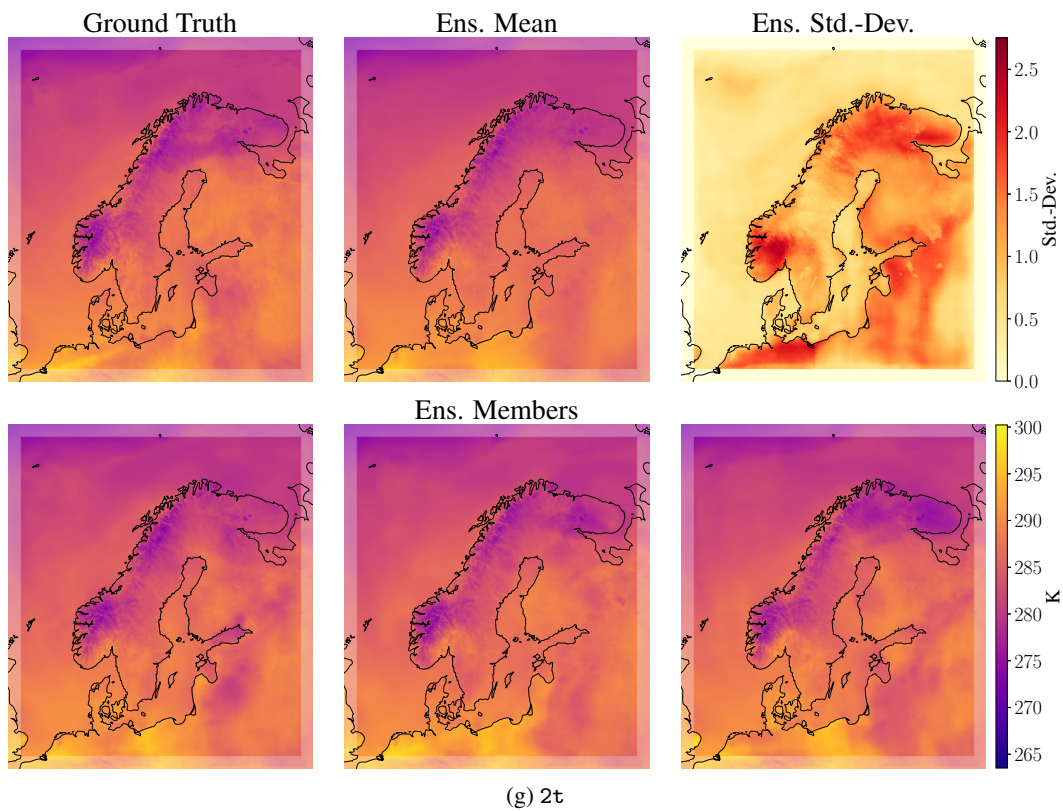 Ground Truth
Ens. Mean
Ens. Std.-Dev.
2.5
2.0
1.5
1.0
0.5
0.0
Std.-Dev.
Ens. Members
300
295
290
285
280
275
270
265
K
(g) 2t